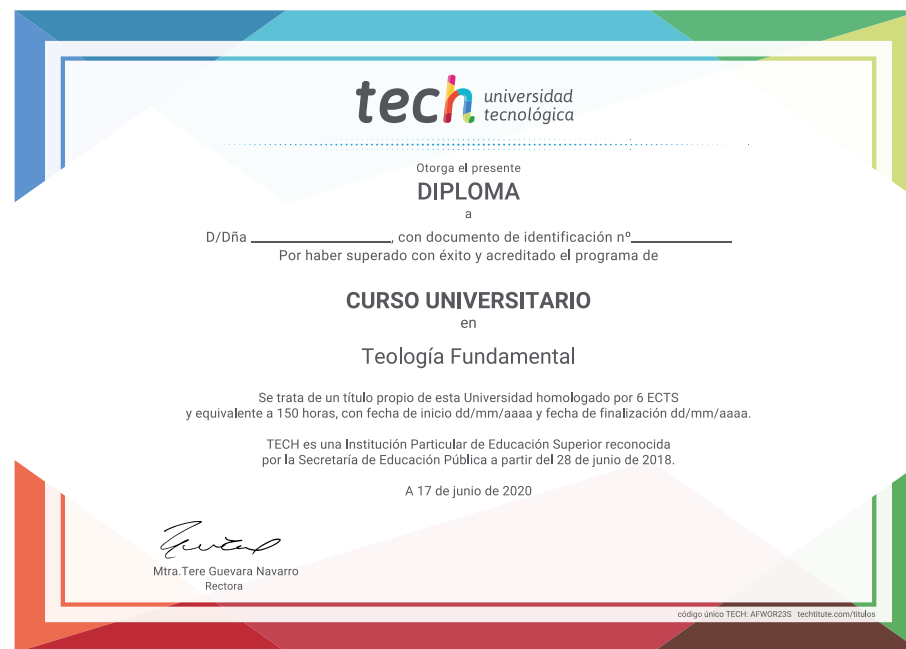 tech universidad
tecnológica
Otorga el presente
DIPLOMA
a
D/Dña ____________________, con documento de identificación nº______________
Por haber superado con éxito y acreditado el programa de
CURSO UNIVERSITARIO
en
Teología Fundamental
Se trata de un título propio de esta Universidad homologado por 6 ECTS
y equivalente a 150 horas, con fecha de inicio dd/mm/aaaa y fecha de finalización dd/mm/aaaa.
TECH es una Institución Particular de Educación Superior reconocida
por la Secretaría de Educación Pública a partir del 28 de junio de 2018.
A 17 de junio de 2020
Mtra.Tere Guevara Navarro
Rectora
código único TECH: AFWOR23S techtitute.com/titulos